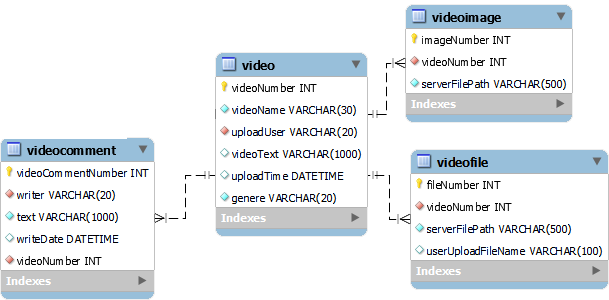 videoimage
imageNumber INT
videoNumber INT
serverFilePath VARCHAR(500)
Indexes
video
videoNumber INT
videoName VARCHAR(30)
uploadUser VARCHAR(20)
videoText VARCHAR(1000)
uploadTime DATETIME
genere VARCHAR(20)
Indexes
videocomment
videoCommentNumber INT
writer VARCHAR(20)
text VARCHAR(1000)
writeDate DATETIME
videoNumber INT
Indexes
videofile
fileNumber INT
videoNumber INT
serverFilePath VARCHAR(500)
userUploadFileName VARCHAR(100)
Indexes